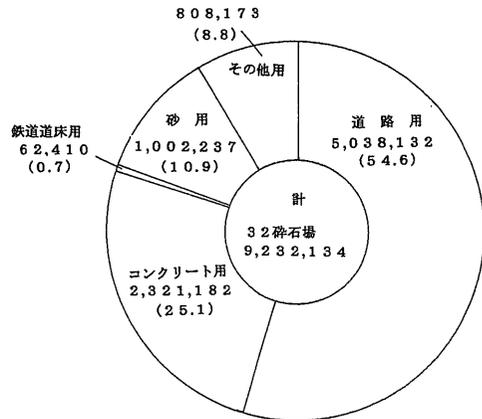 808,173
(8.8)
その他用
道路用
5,038,132
(54.6)
砂用
1,002,237
(10.9)
鉄道道床用
62,410
(0.7)
計
32砕石場
9,232,134
コンクリート用
2,321,182
(25.1)